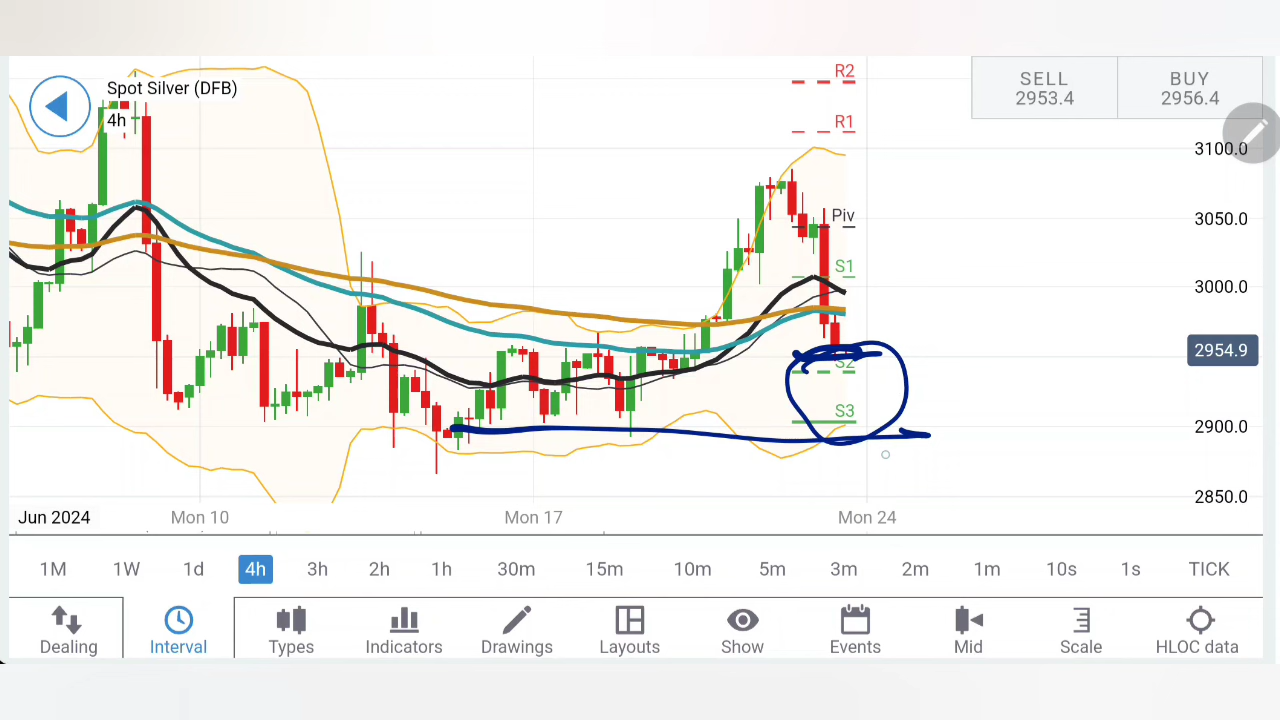 Spot Silver (DFB)
4h
SELL
2953.4
BUY
2956.4
R2
R1
Piv
S1
S2
S3
3100.0
3050.0
3000.0
2954.9
2900.0
2850.0
Jun 2024
Mon 10
Mon 17
Mon 24
1M 1W 1d 4h 3h 2h 1h 30m 15m 10m 5m 3m 2m 1m 10s 1s TICK
Dealing Interval Types Indicators Drawings Layouts Show Events Mid Scale HLOC data